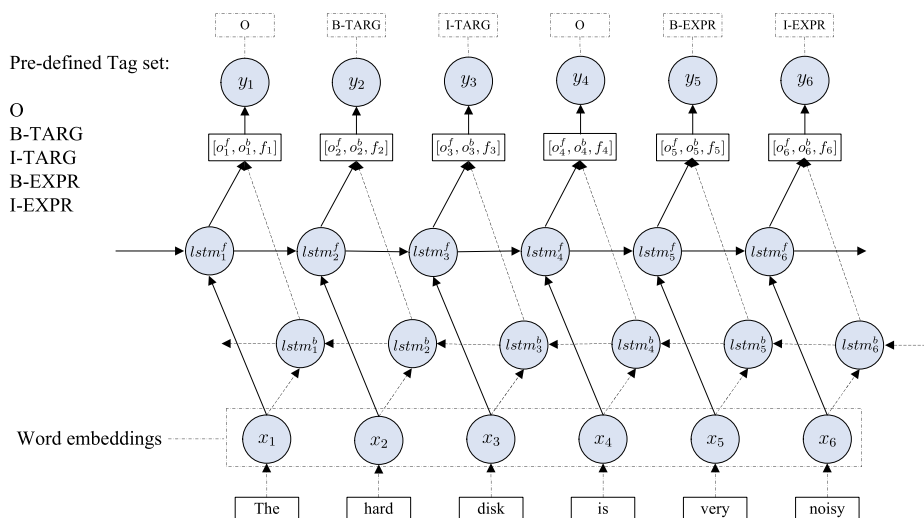 O B-TARG I-TARG O B-EXPR I-EXPR
Pre-defined Tag set:
y₁ y₂ y₃ y₄ y₅ y₆
O
B-TARG
I-TARG
B-EXPR
I-EXPR
[o₁ᶠ, o₁ᵇ, f₁] [o₂ᶠ, o₂ᵇ, f₂] [o₃ᶠ, o₃ᵇ, f₃] [o₄ᶠ, o₄ᵇ, f₄] [o₅ᶠ, o₅ᵇ, f₅] [o₆ᶠ, o₆ᵇ, f₆]
lstm₁ᶠ lstm₂ᶠ lstm₃ᶠ lstm₄ᶠ lstm₅ᶠ lstm₆ᶠ
lstm₁ᵇ lstm₂ᵇ lstm₃ᵇ lstm₄ᵇ lstm₅ᵇ lstm₆ᵇ
Word embeddings x₁ x₂ x₃ x₄ x₅ x₆
The hard disk is very noisy